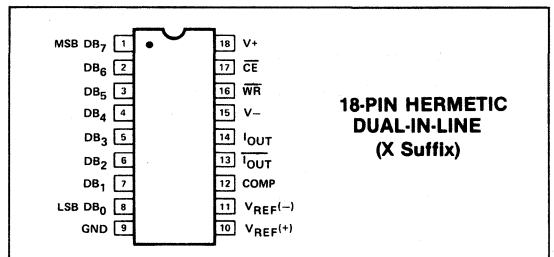 MSB DB7 1 18 V+
DB6 2 17 CE
DB5 3 16 WR
DB4 4 15 V–
DB3 5 14 IOUT
DB2 6 13 IOUT
DB1 7 12 COMP
LSB DB0 8 11 VREF(–)
GND 9 10 VREF(+)
18-PIN HERMETIC
DUAL-IN-LINE
(X Suffix)